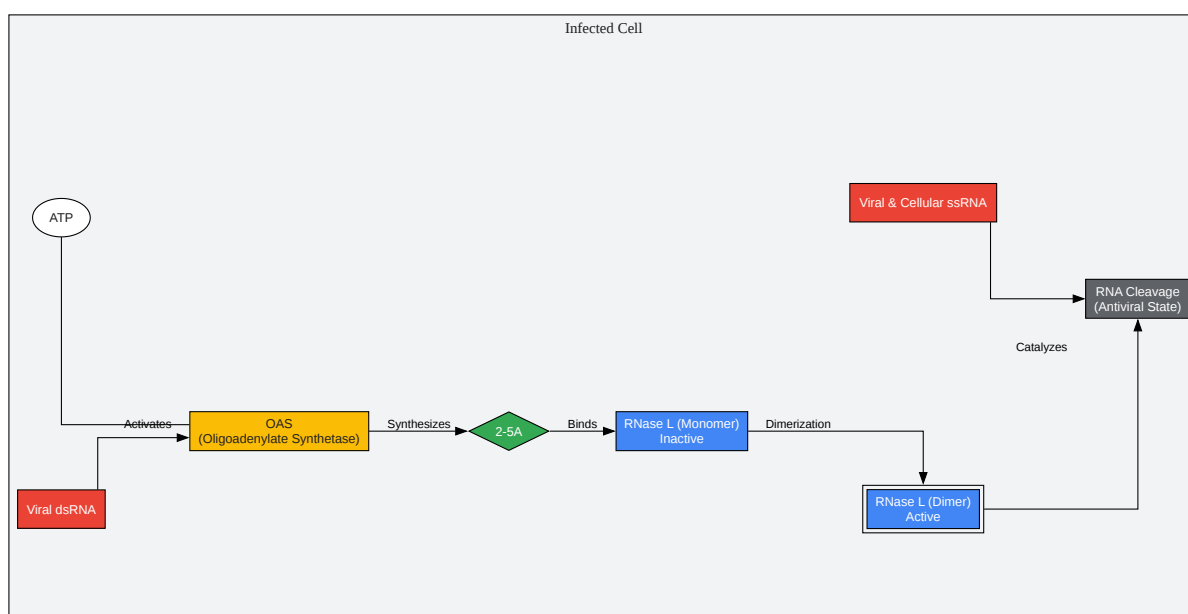 Infected Cell
Viral & Cellular ssRNA
ATP
RNA Cleavage
(Antiviral State)
Catalyzes
Activates
OAS
(Oligoadenylate Synthetase)
Synthesizes
2-5A
Binds
RNase L (Monomer)
Inactive
Dimerization
Viral dsRNA
RNase L (Dimer)
Active